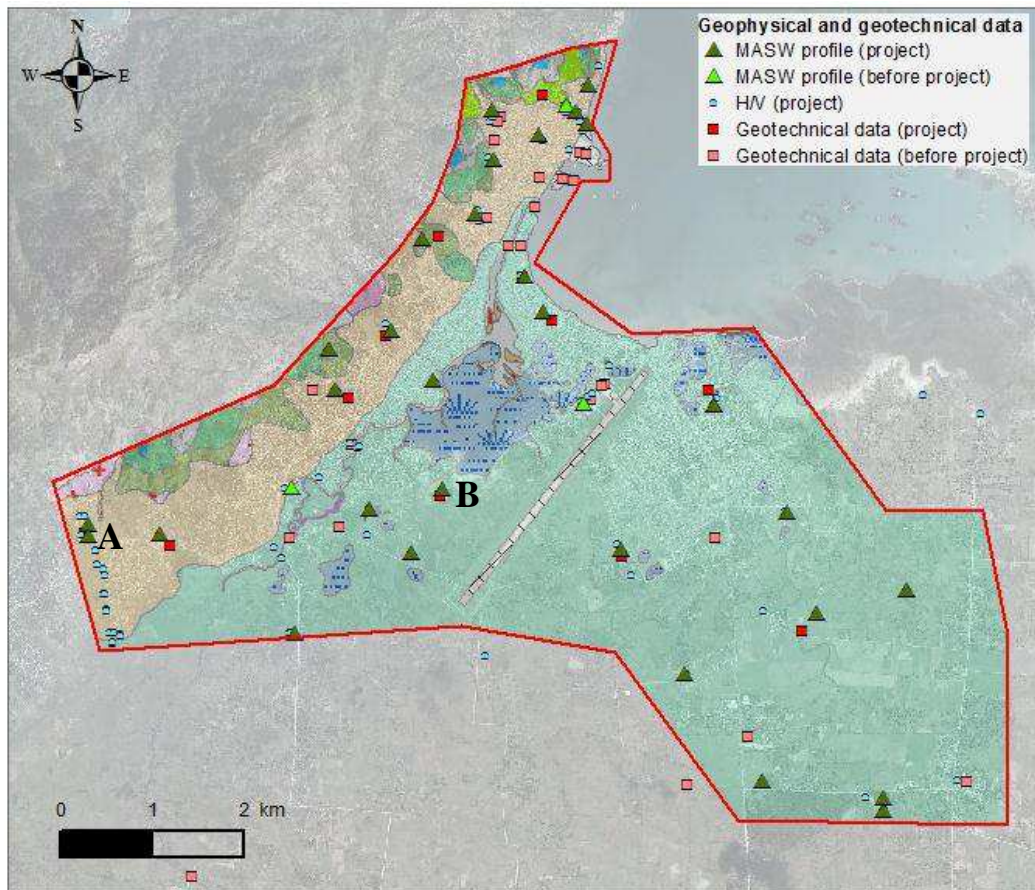 N
W E
S
Geophysical and geotechnical data
MASW profile (project)
MASW profile (before project)
H/V (project)
Geotechnical data (project)
Geotechnical data (before project)
A
B
0 1 2 km